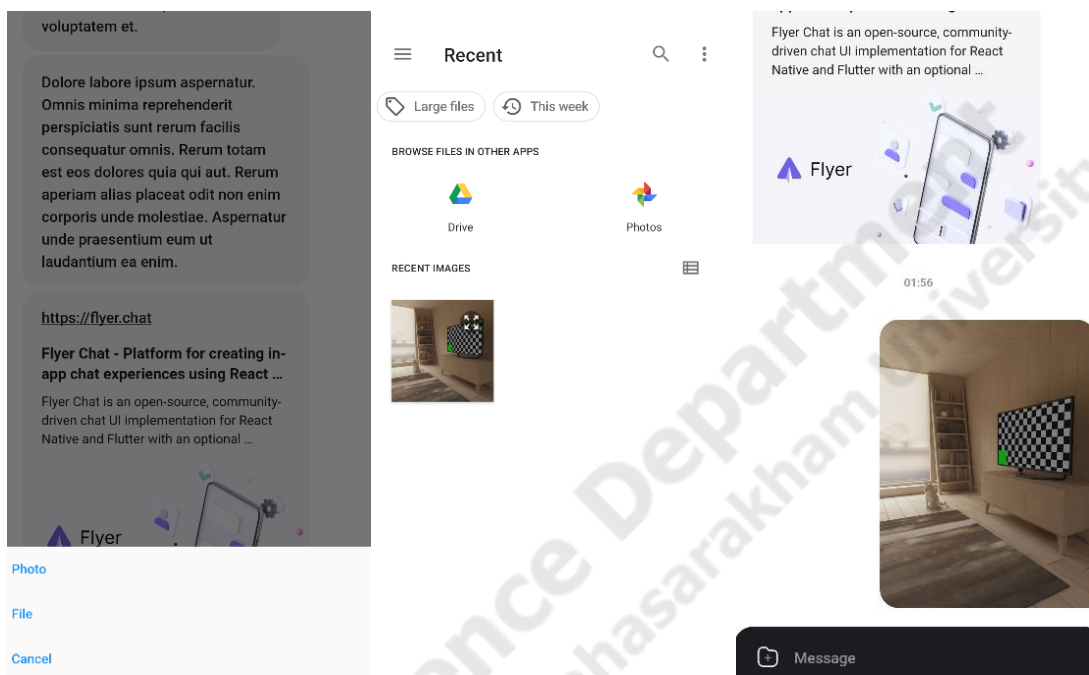 voluptatem et.
Dolore labore ipsum aspernatur.
Omnis minima reprehenderit
perspiciatis sunt rerum facilis
consequatur omnis. Rerum totam
est eos dolores quia qui aut. Rerum
aperiam alias placeat odit non enim
corporis unde molestiae. Aspernatur
unde praesentium eum ut
laudantium ea enim.
https://flyer.chat
Flyer Chat - Platform for creating in-
app chat experiences using React ...
Flyer Chat is an open-source, community-
driven chat UI implementation for React
Native and Flutter with an optional ...
Flyer
Photo
File
Cancel
Recent
Large files
This week
BROWSE FILES IN OTHER APPS
Drive
Photos
RECENT IMAGES
Flyer Chat is an open-source, community-
driven chat UI implementation for React
Native and Flutter with an optional ...
Flyer
01:56
Message
nce Department
hasarakham Universit